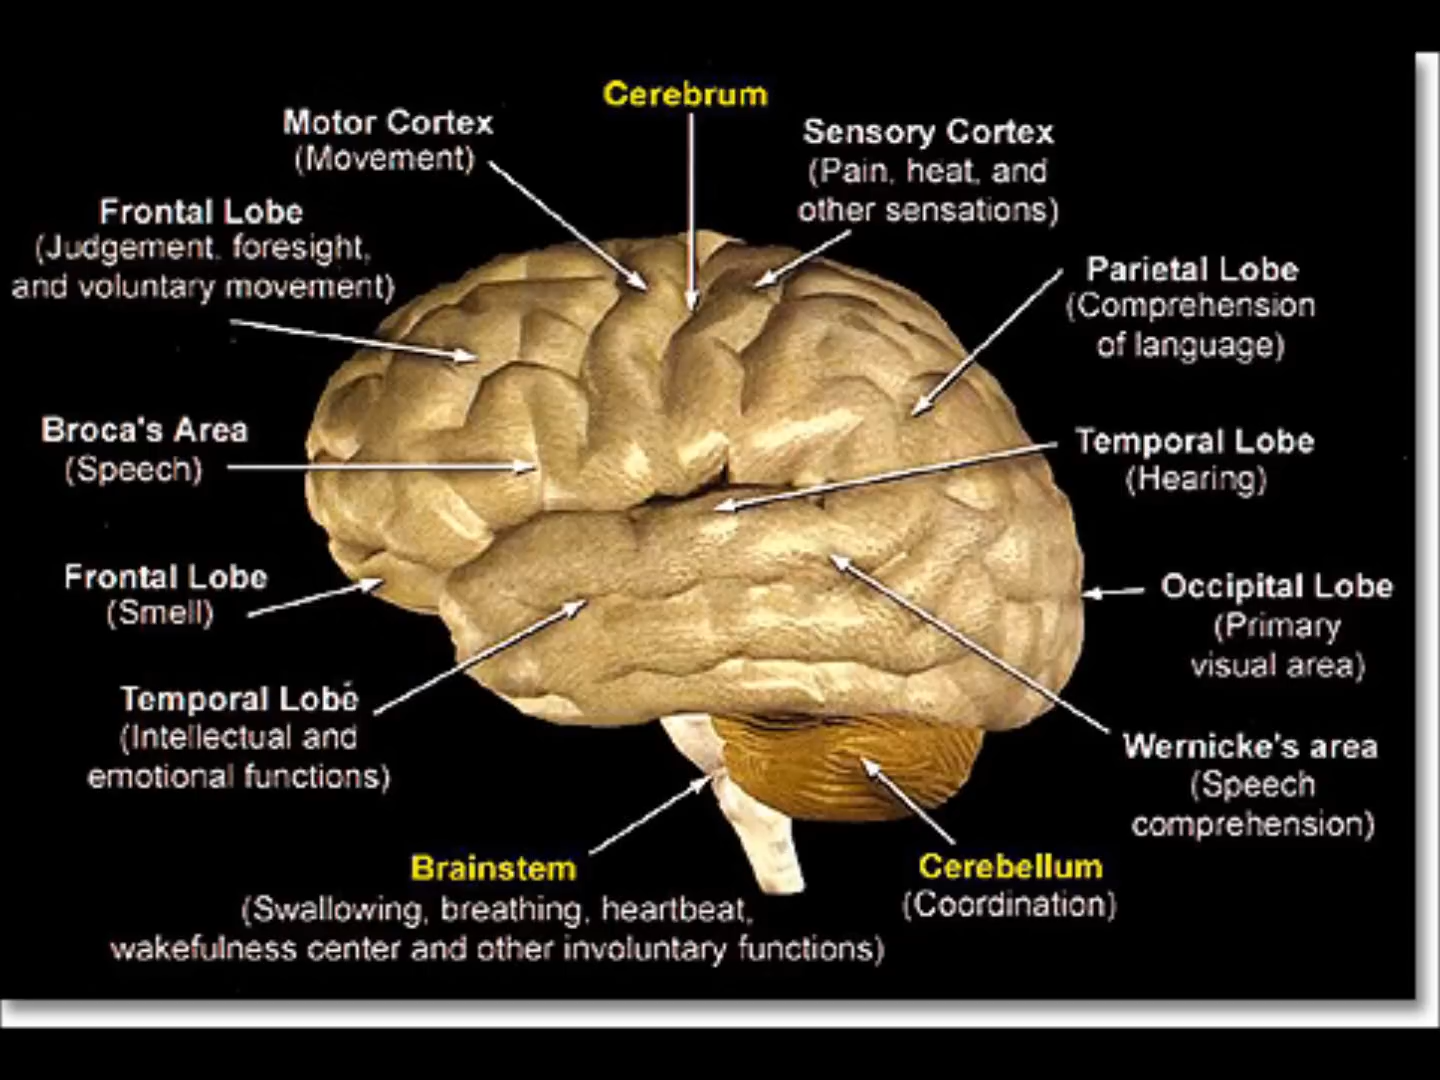 Cerebrum
Motor Cortex
(Movement)
Sensory Cortex
(Pain, heat, and
other sensations)
Frontal Lobe
(Judgement, foresight,
and voluntary movement)
Parietal Lobe
(Comprehension
of language)
Broca's Area
(Speech)
Temporal Lobe
(Hearing)
Frontal Lobe
(Smell)
Occipital Lobe
(Primary
visual area)
Temporal Lobe
(Intellectual and
emotional functions)
Wernicke's area
(Speech
comprehension)
Brainstem
(Swallowing, breathing, heartbeat,
wakefulness center and other involuntary functions)
Cerebellum
(Coordination)